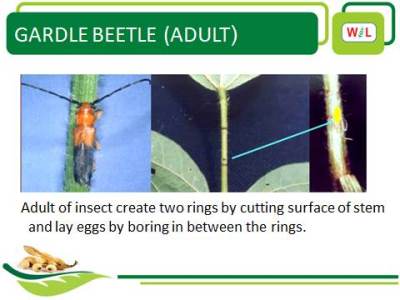 GARDLE BEETLE (ADULT)
W L
Adult of insect create two rings by cutting surface of stem
and lay eggs by boring in between the rings.